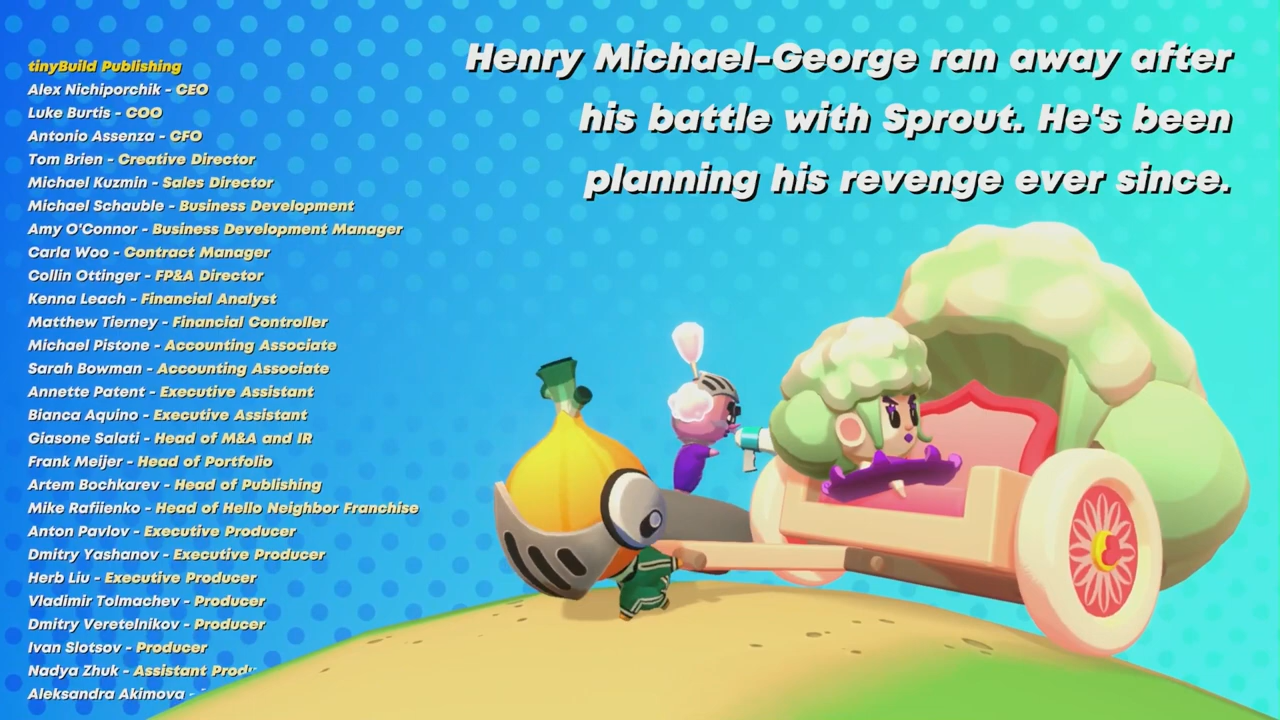 tinyBuild Publishing
Alex Nichiporchik - CEO
Luke Burtis - COO
Antonio Assenza - CFO
Tom Brien - Creative Director
Michael Kuzmin - Sales Director
Michael Schauble - Business Development
Amy O'Connor - Business Development Manager
Carla Woo - Contract Manager
Collin Ottinger - FP&A Director
Kenna Leach - Financial Analyst
Matthew Tierney - Financial Controller
Michael Pistone - Accounting Associate
Sarah Bowman - Accounting Associate
Annette Patent - Executive Assistant
Bianca Aquino - Executive Assistant
Giasone Salati - Head of M&A and IR
Frank Meijer - Head of Portfolio
Artem Bochkarev - Head of Publishing
Mike Rafiienko - Head of Hello Neighbor Franchise
Anton Pavlov - Executive Producer
Dmitry Yashanov - Executive Producer
Herb Liu - Executive Producer
Vladimir Tolmachev - Producer
Dmitry Veretelnikov - Producer
Ivan Slotsov - Producer
Nadya Zhuk - Assistant
Aleksandra Akimova -
Henry Michael-George ran away after
his battle with Sprout. He's been
planning his revenge ever since.